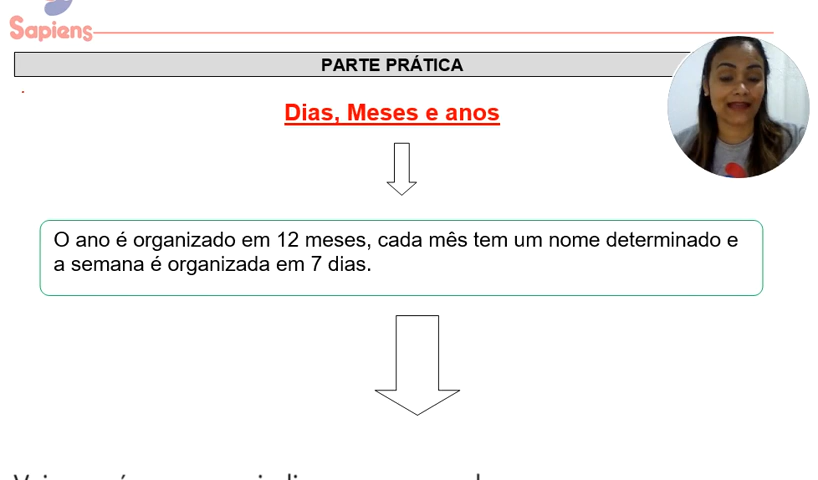 Sapiens
PARTE PRÁTICA
Dias, Meses e anos
O ano é organizado em 12 meses, cada mês tem um nome determinado e
a semana é organizada em 7 dias.